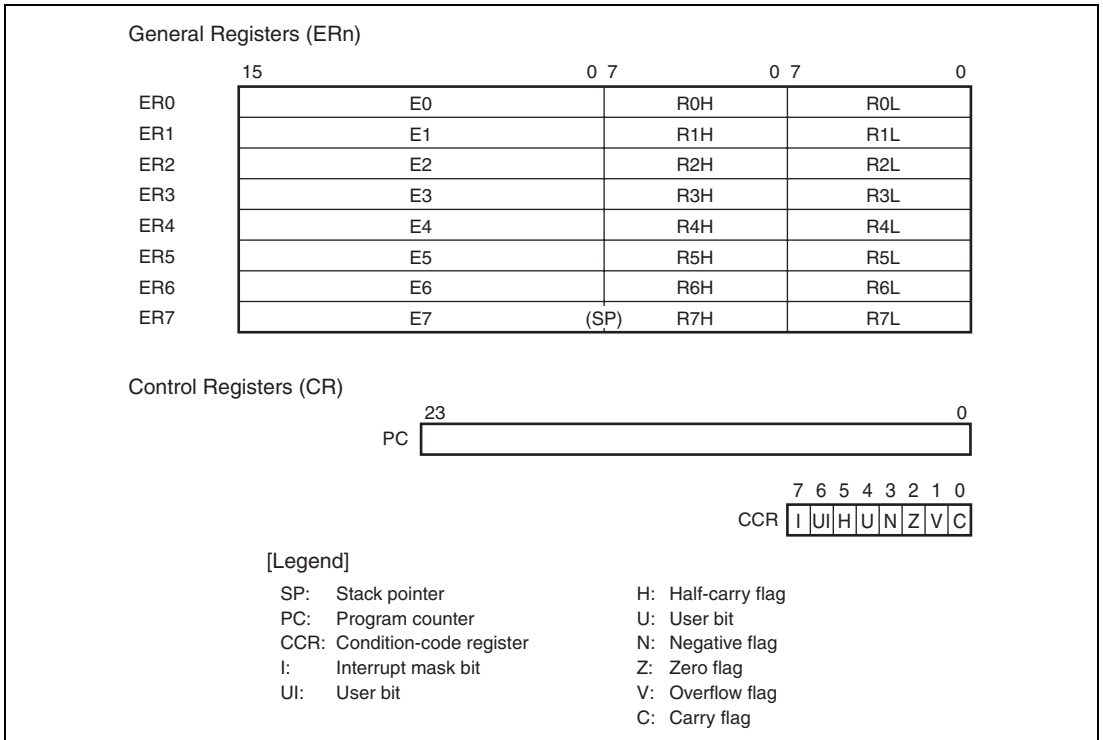 General Registers (ERn)
15 0 7 0 7 0
ER0 E0 R0H R0L
ER1 E1 R1H R1L
ER2 E2 R2H R2L
ER3 E3 R3H R3L
ER4 E4 R4H R4L
ER5 E5 R5H R5L
ER6 E6 R6H R6L
ER7 E7 (SP) R7H R7L
Control Registers (CR)
23 0
PC
7 6 5 4 3 2 1 0
CCR I UI H U N Z V C
[Legend]
SP: Stack pointer
PC: Program counter
CCR: Condition-code register
I: Interrupt mask bit
UI: User bit
H: Half-carry flag
U: User bit
N: Negative flag
Z: Zero flag
V: Overflow flag
C: Carry flag